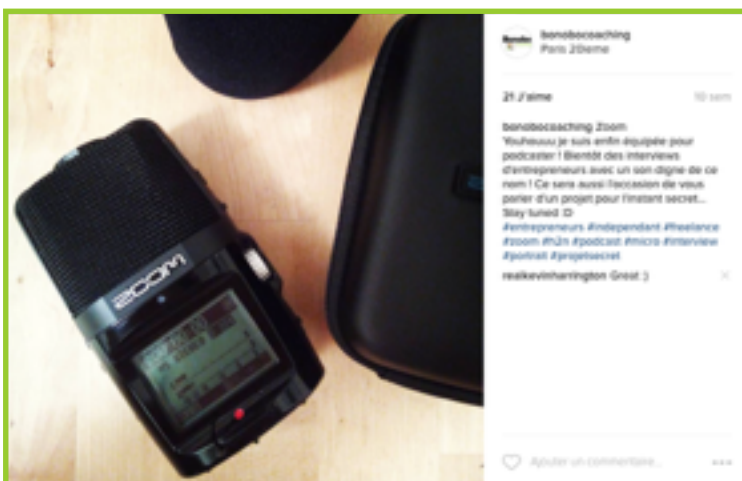 ZOOM
bonobocoaching
Paris 20ieme
21 J'aime
10 sem
bonobocoaching Zoom
Youhouuu je suis enfin équipée pour
podcaster ! Bientôt des interviews
d'entrepreneurs avec un son digne de ce
nom ! Ce sera aussi l'occasion de vous
parler d'un projet pour l'instant secret...
Stay tuned :D
#entrepreneurs #independant #freelance
#zoom #h2n #podcast #micro #interview
#portrait #projetsecret
realkevinharrington Great :)
Ajouter un commentaire...